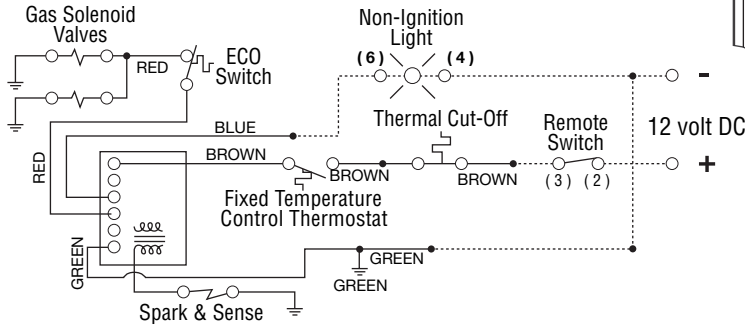 Gas Solenoid
Valves
RED
ECO
Switch
Non-Ignition
Light
(6)
(4)
-
12 volt DC
+
Thermal Cut-Off
Remote
Switch
(3) (2)
BLUE
BROWN
BROWN
BROWN
RED
Fixed Temperature
Control Thermostat
GREEN
GREEN
GREEN
Spark & Sense